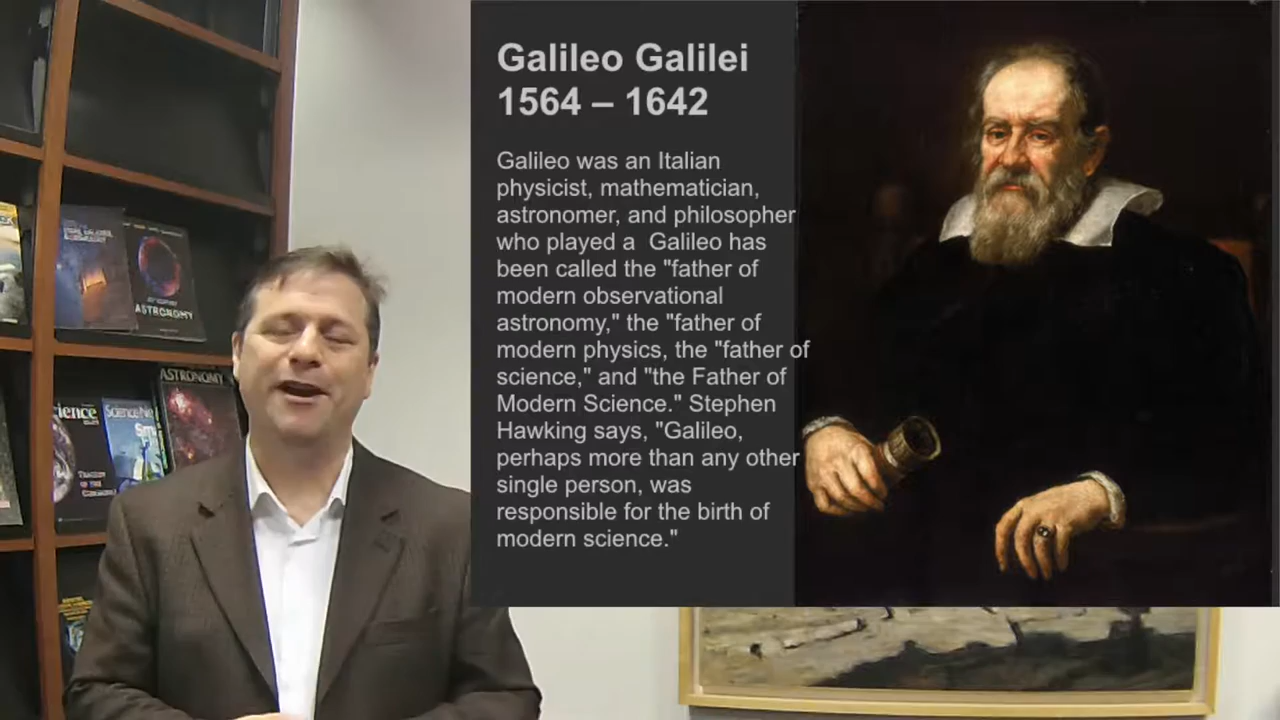 Galileo Galilei
1564 – 1642
Galileo was an Italian
physicist, mathematician,
astronomer, and philosopher
who played a  Galileo has
been called the "father of
modern observational
astronomy," the "father of
modern physics, the "father of
science," and "the Father of
Modern Science." Stephen
Hawking says, "Galileo,
perhaps more than any other
single person, was
responsible for the birth of
modern science."
ASTRONOMY
ASTRONOMY